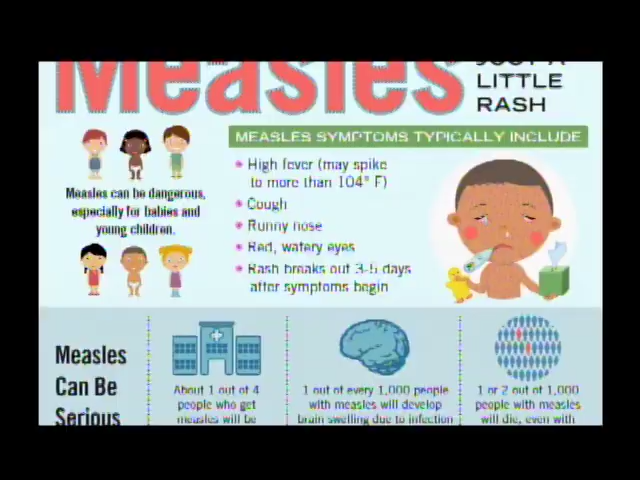 Measles
LITTLE
RASH
MEASLES SYMPTOMS TYPICALLY INCLUDE
High fever (may spike
to more than 104° F)
Cough
Runny nose
Red, watery eyes
Rash breaks out 3-5 days
after symptoms begin
Measles can be dangerous,
especially for babies and
young children.
Measles
Can Be
Serious
About 1 out of 4
people who get
measles will be
1 out of every 1,000 people
with measles will develop
brain swelling due to infection
1 or 2 out of 1,000
people with measles
will die, even with